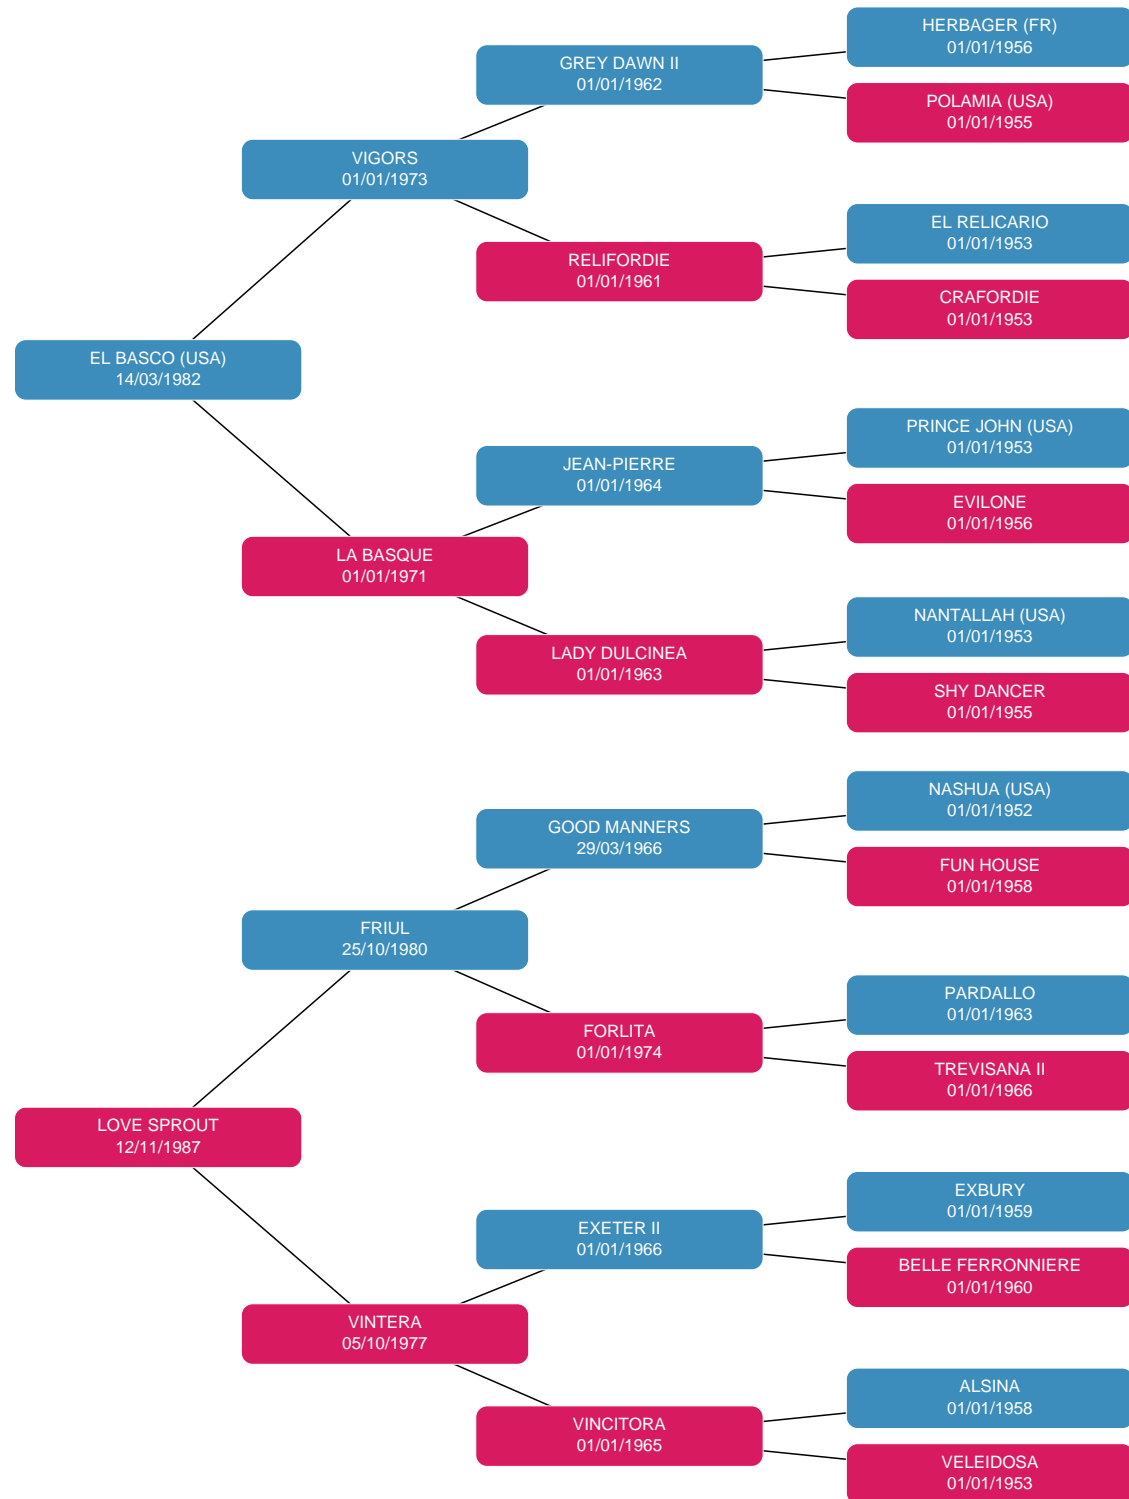 HERBAGER (FR)
01/01/1956
GREY DAWN II
01/01/1962
POLAMIA (USA)
01/01/1955
VIGORS
01/01/1973
EL RELICARIO
01/01/1953
RELIFORDIE
01/01/1961
CRAFORDIE
01/01/1953
EL BASCO (USA)
14/03/1982
PRINCE JOHN (USA)
01/01/1953
JEAN-PIERRE
01/01/1964
EVILONE
01/01/1956
LA BASQUE
01/01/1971
NANTALLAH (USA)
01/01/1953
LADY DULCINEA
01/01/1963
SHY DANCER
01/01/1955
NASHUA (USA)
01/01/1952
GOOD MANNERS
29/03/1966
FUN HOUSE
01/01/1958
FRIUL
25/10/1980
PARDALLO
01/01/1963
FORLITA
01/01/1974
TREVISANA II
01/01/1966
LOVE SPROUT
12/11/1987
EXBURY
01/01/1959
EXETER II
01/01/1966
BELLE FERRONNIERE
01/01/1960
VINTERA
05/10/1977
ALSINA
01/01/1958
VINCITORA
01/01/1965
VELEIDOSA
01/01/1953